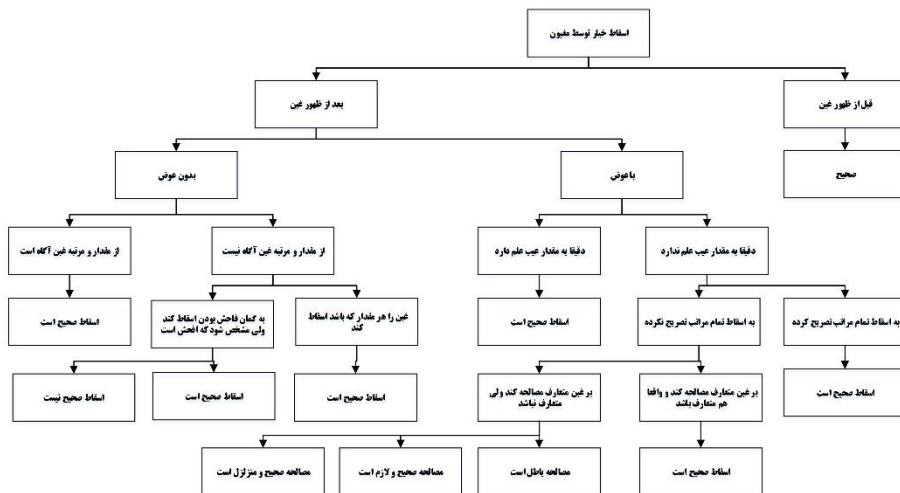 اسقاط خیار توسط مغبون
قبل از ظهور غبن
بعد از ظهور غبن
صحیح
با عوض
بدون عوض
دقیقا به مقدار عیب علم ندارد
دقیقا به مقدار عیب علم دارد
از مقدار و مرتبه غبن آگاه نیست
از مقدار و مرتبه غبن آگاه است
به اسقاط تمام مراتب تصریح کرده
به اسقاط تمام مراتب تصریح نکرده
اسقاط صحیح است
غبن را هر مقدار که باشد اسقاط
کند
به گمان فاحش بودن اسقاط کند
ولی مشخص شود که افحش است
اسقاط صحیح است
اسقاط صحیح است
بر غبن متعارف مصالحه کند و واقعا
هم متعارف باشد
بر غبن متعارف مصالحه کند ولی
متعارف نباشد
اسقاط صحیح است
اسقاط صحیح است
اسقاط صحیح نیست
اسقاط صحیح است
مصالحه باطل است
مصالحه صحیح و لازم است
مصالحه صحیح و متزلزل است